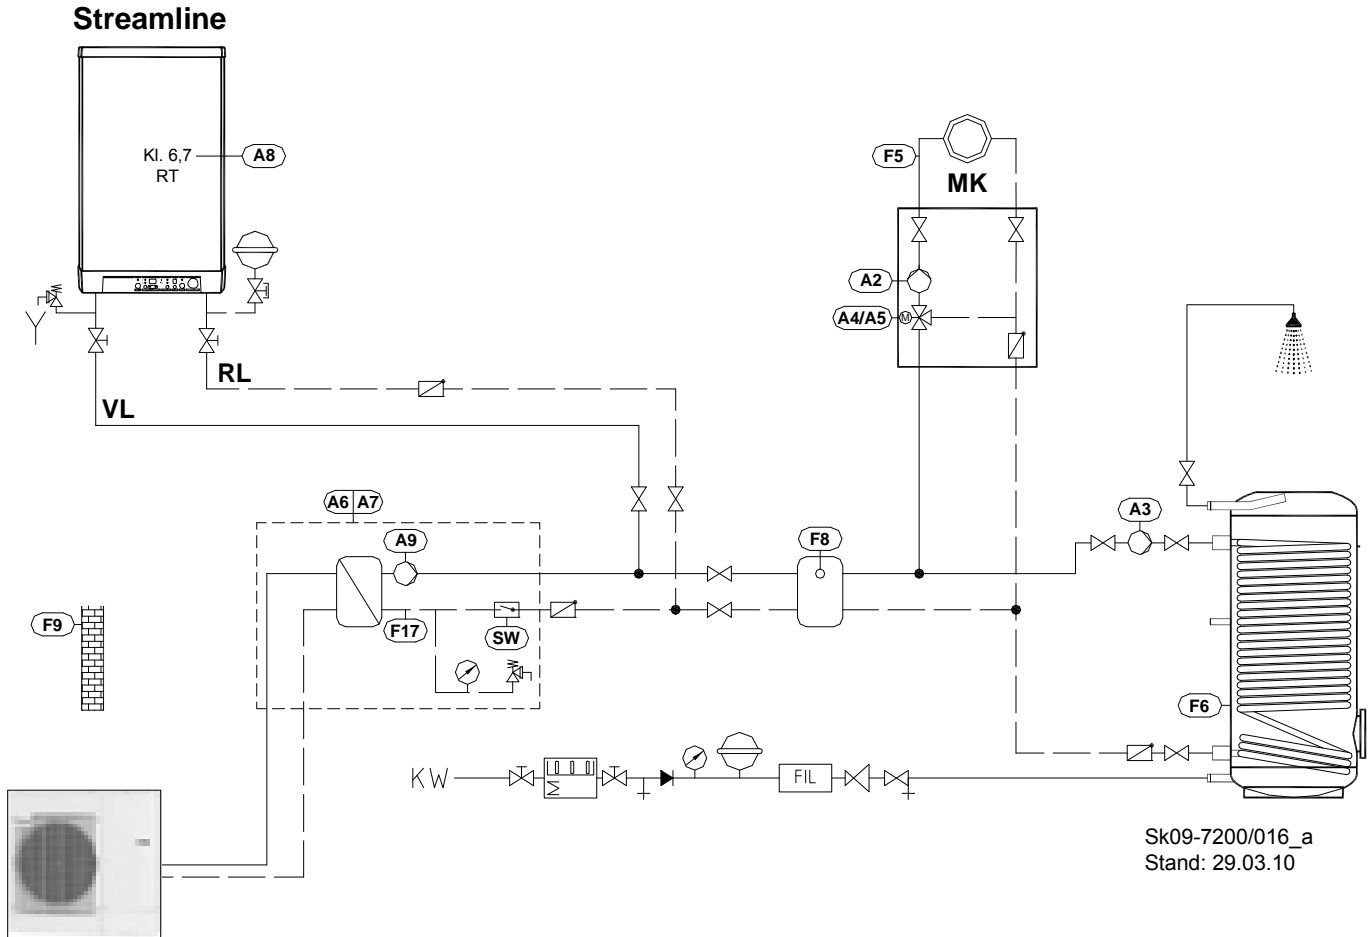 Streamline
Kl. 6,7
RT
A8
F5
MK
A2
A4/A5
M
RL
VL
A6 A7
A9
F8
A3
F9
F17
SW
F6
KW
M
FIL
Sk09-7200/016_a
Stand: 29.03.10